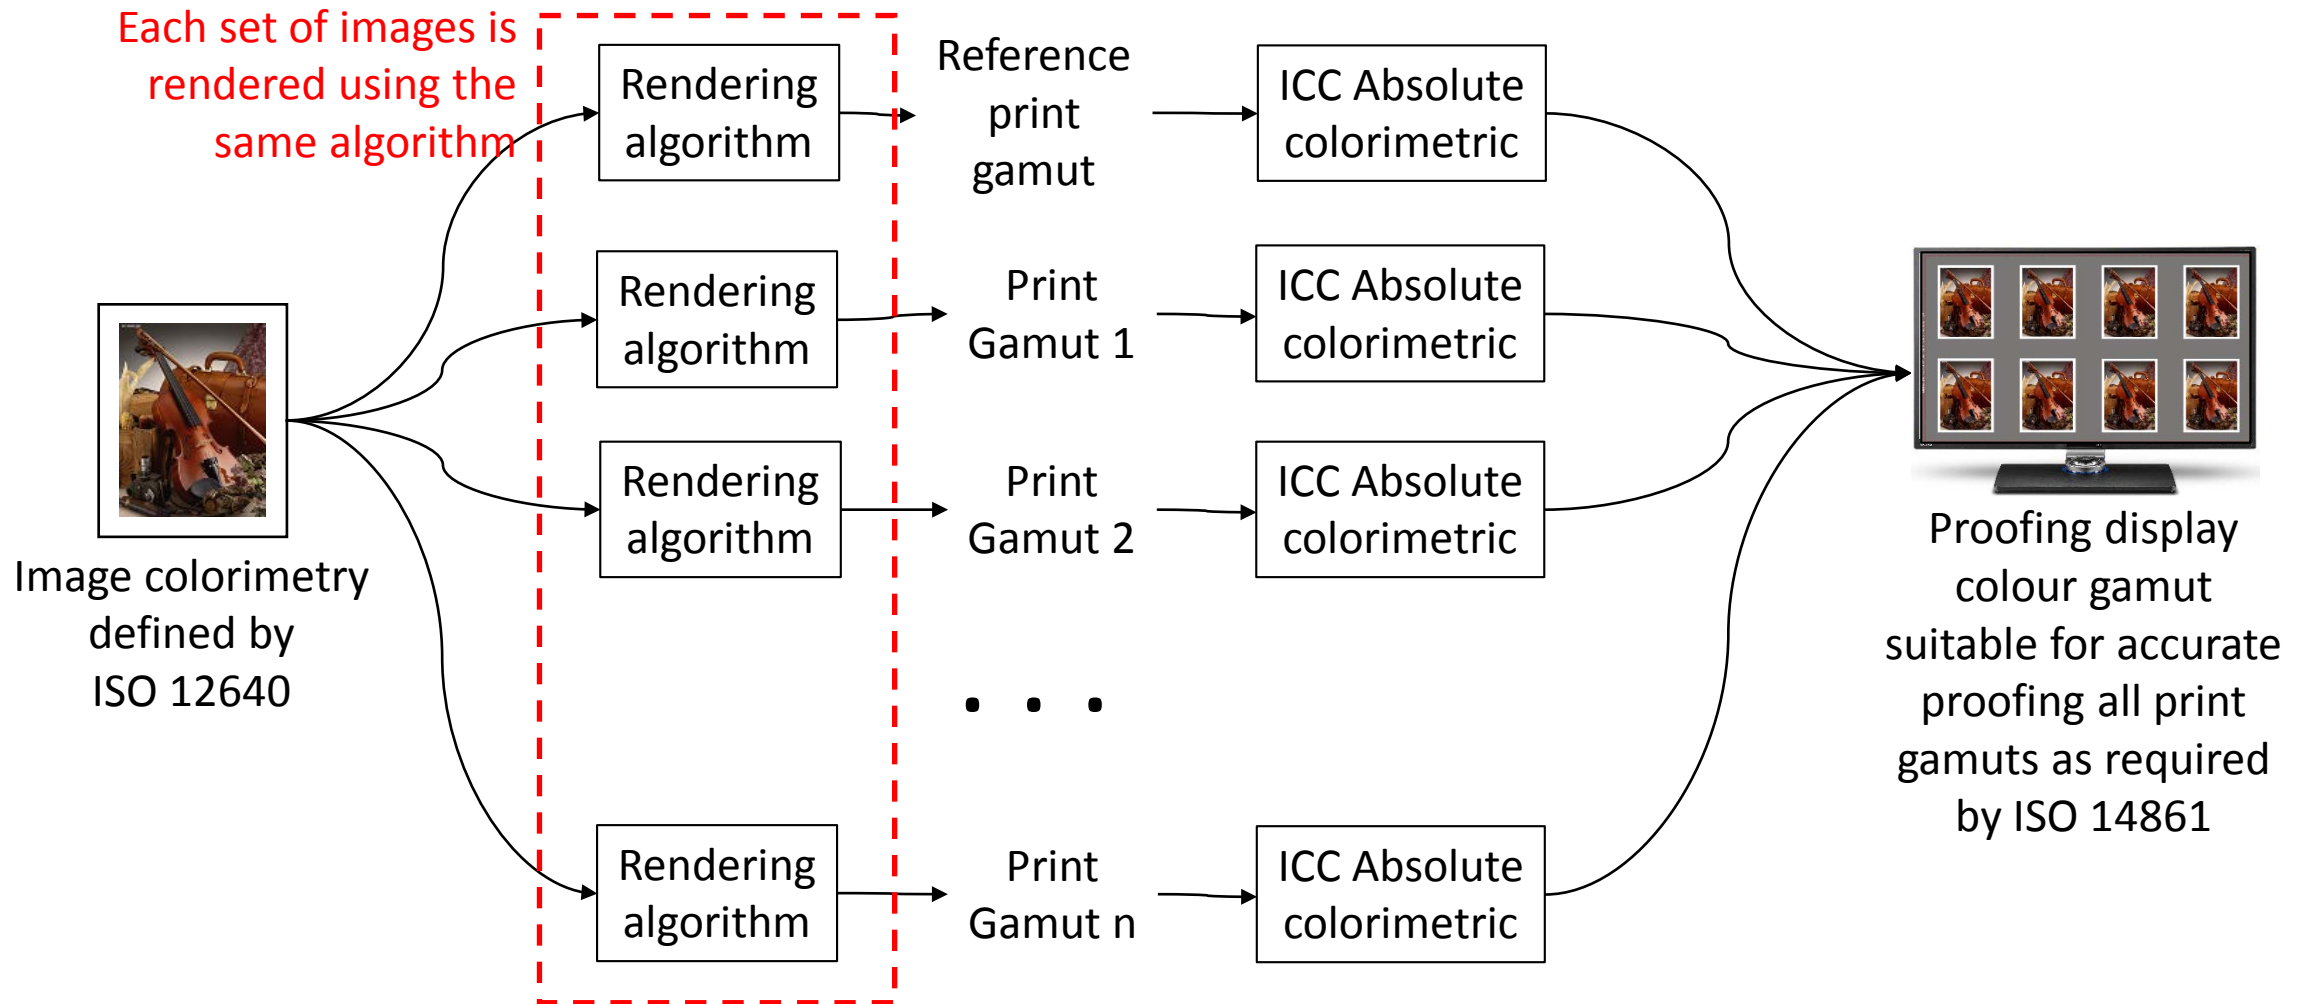 Each set of images is
rendered using the
same algorithm
Rendering
algorithm
Reference
print
gamut
ICC Absolute
colorimetric
Rendering
algorithm
Print
Gamut 1
ICC Absolute
colorimetric
Rendering
algorithm
Print
Gamut 2
ICC Absolute
colorimetric
Image colorimetry
defined by
ISO 12640
. . .
Rendering
algorithm
Print
Gamut n
ICC Absolute
colorimetric
Proofing display
colour gamut
suitable for accurate
proofing all print
gamuts as required
by ISO 14861